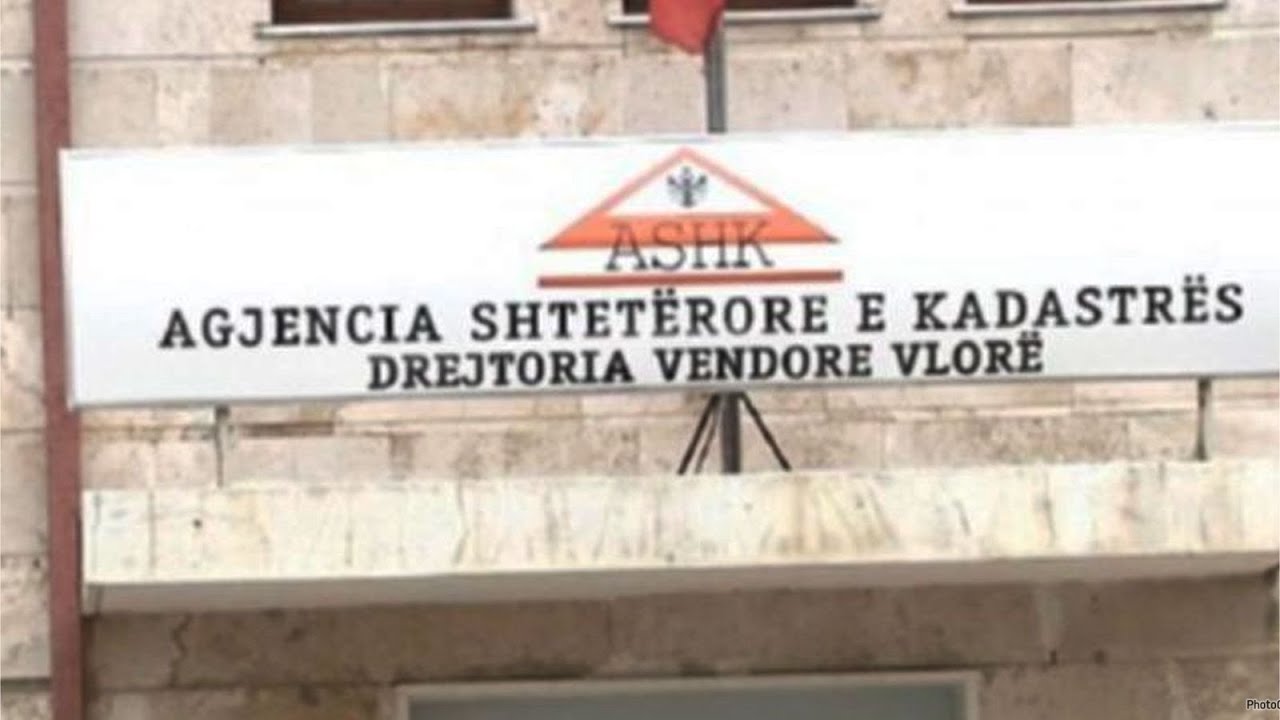 ASHK
AGJENCIA SHTETËRORE E KADASTRËS
DREJTORIA VENDORE VLORË